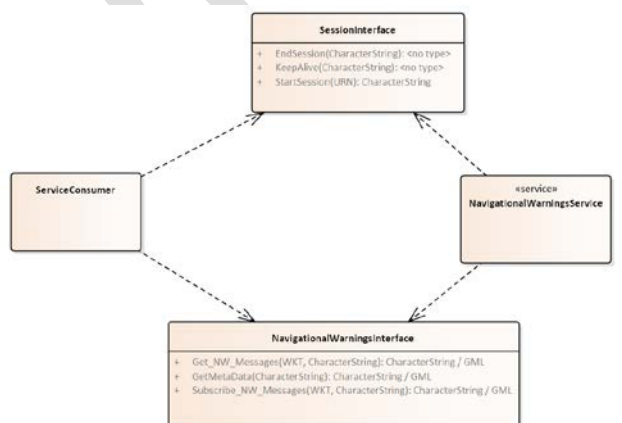 SessionInterface
+ EndSession(CharacterString): <no type>
+ KeepAlive(CharacterString): <no type>
+ StartSession(URN): CharacterString
ServiceConsumer
«service»
NavigationalWarningsService
NavigationalWarningsInterface
+ Get_NW_Messages(WKT, CharacterString): CharacterString / GML
+ GetMetaData(CharacterString): CharacterString / GML
+ Subscribe_NW_Messages(WKT, CharacterString): CharacterString / GML